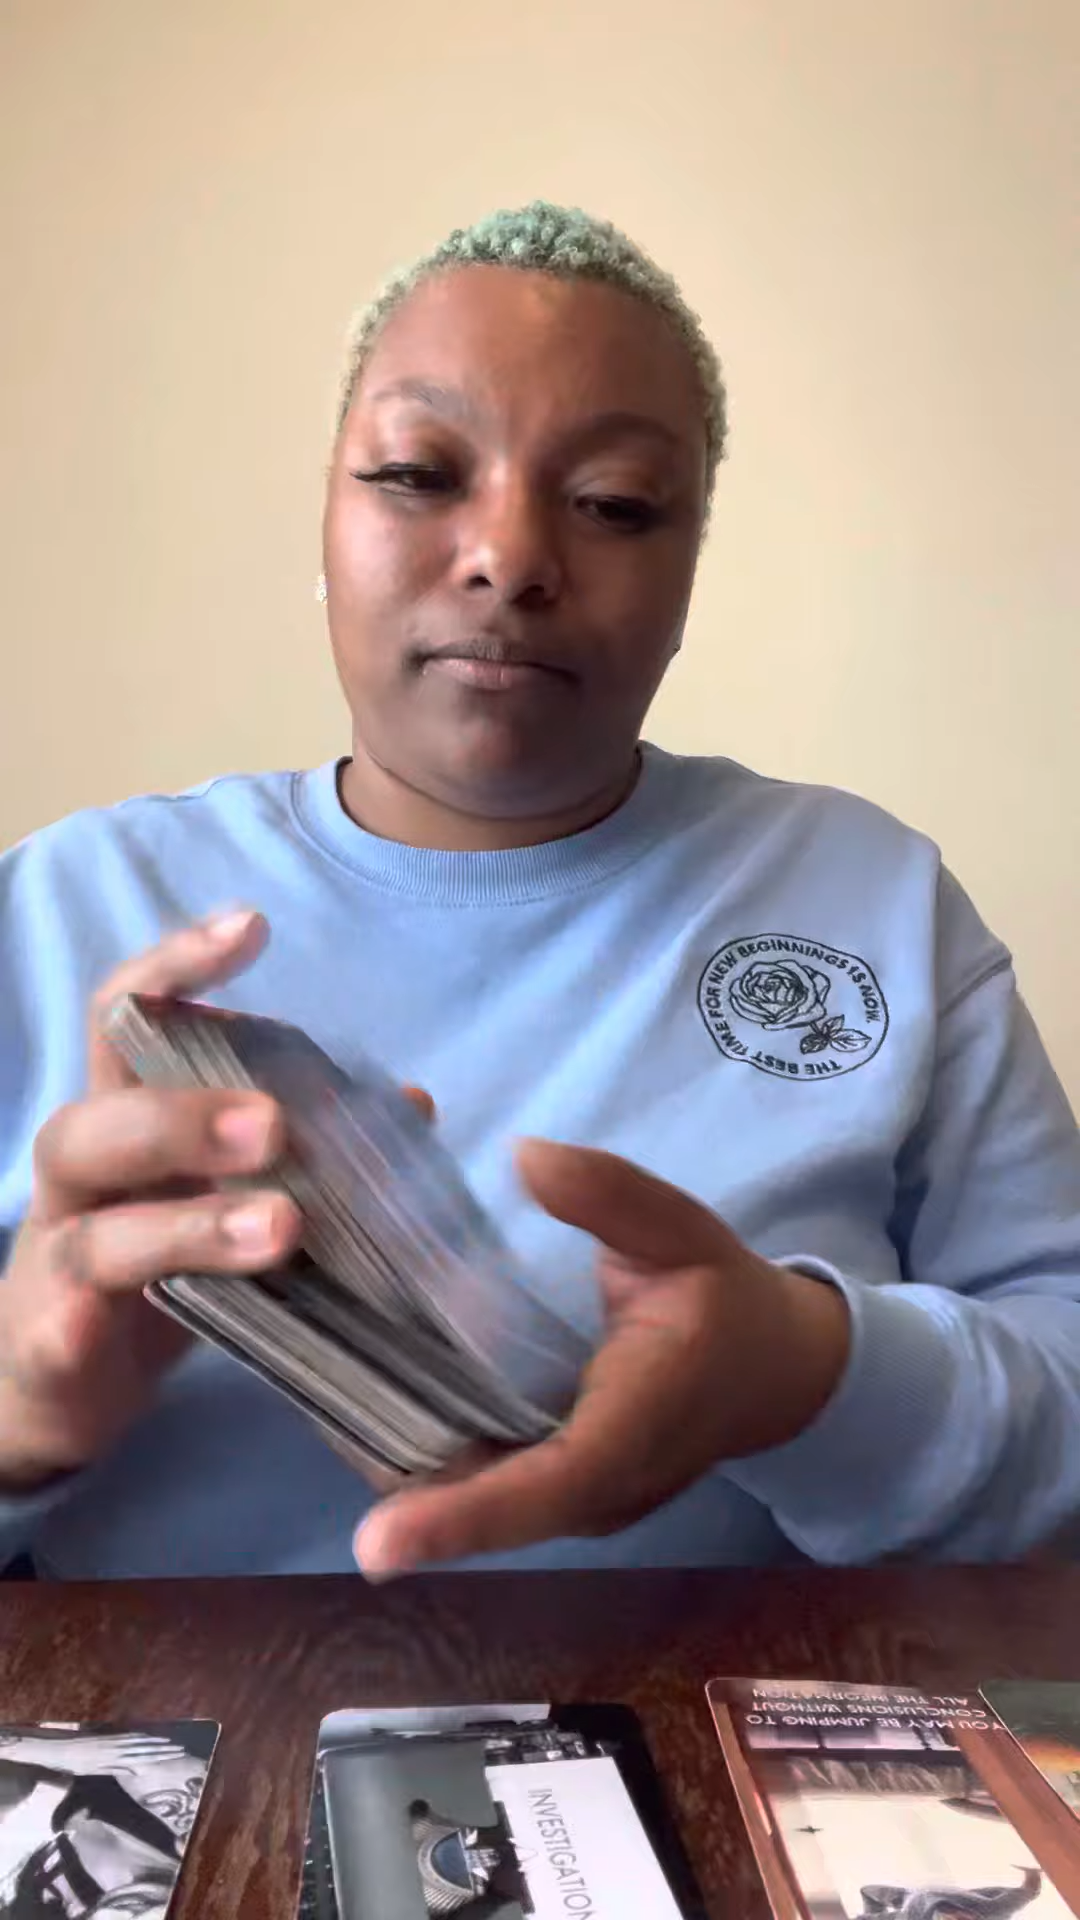 THE BEST TIME FOR NEW BEGINNINGS IS NOW.
YOU MAY BE JUMPING TO
CONCLUSIONS WITHOUT
ALL THE INFORMATION
INVESTIGATION